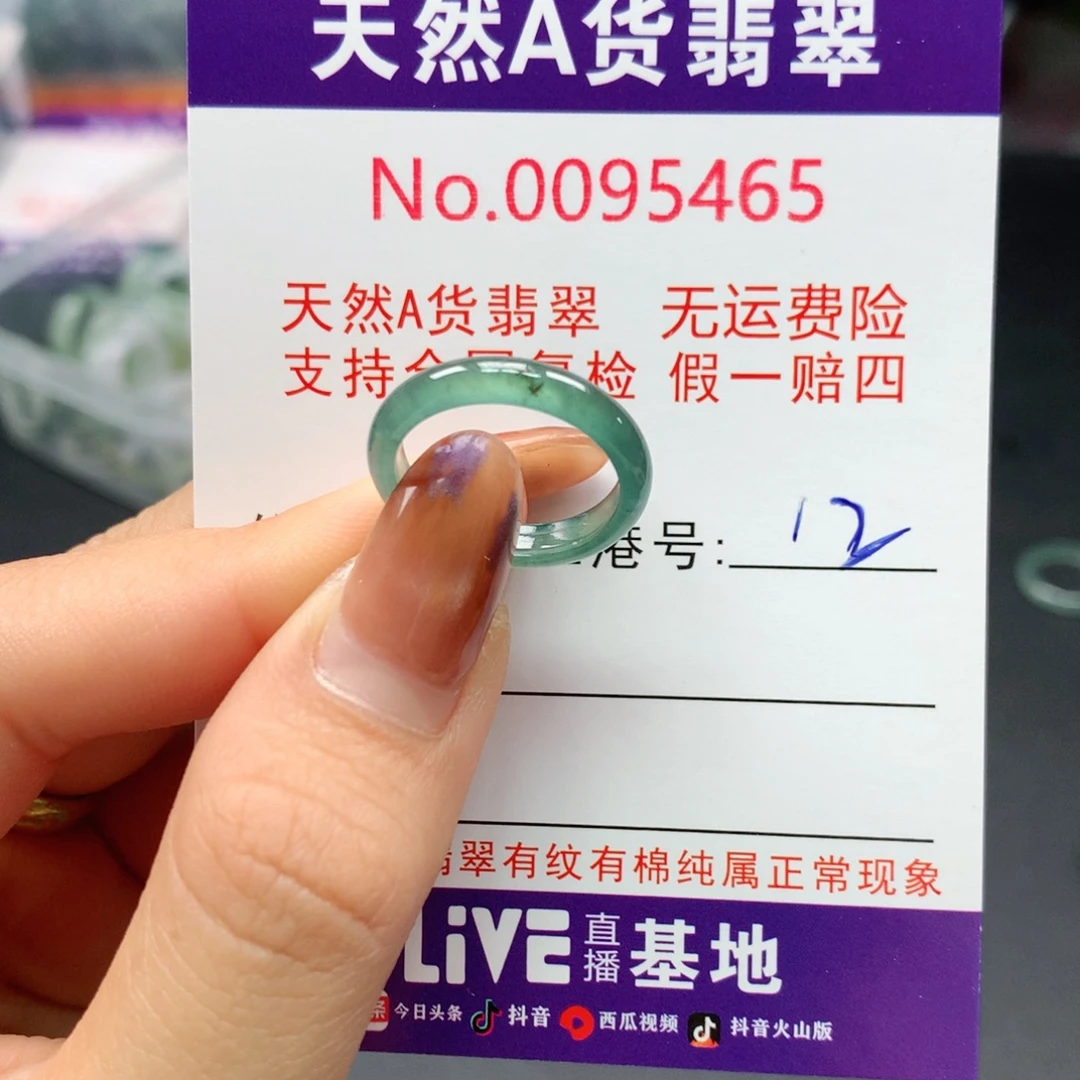 天然A货翡翠
No.0095465
天然A货翡翠 无运费险
支持 检 假一赔四
港号: 12
翠有纹有棉纯属正常现象
LiVE 直播 基地
今日头条 抖音 西瓜视频 抖音火山版